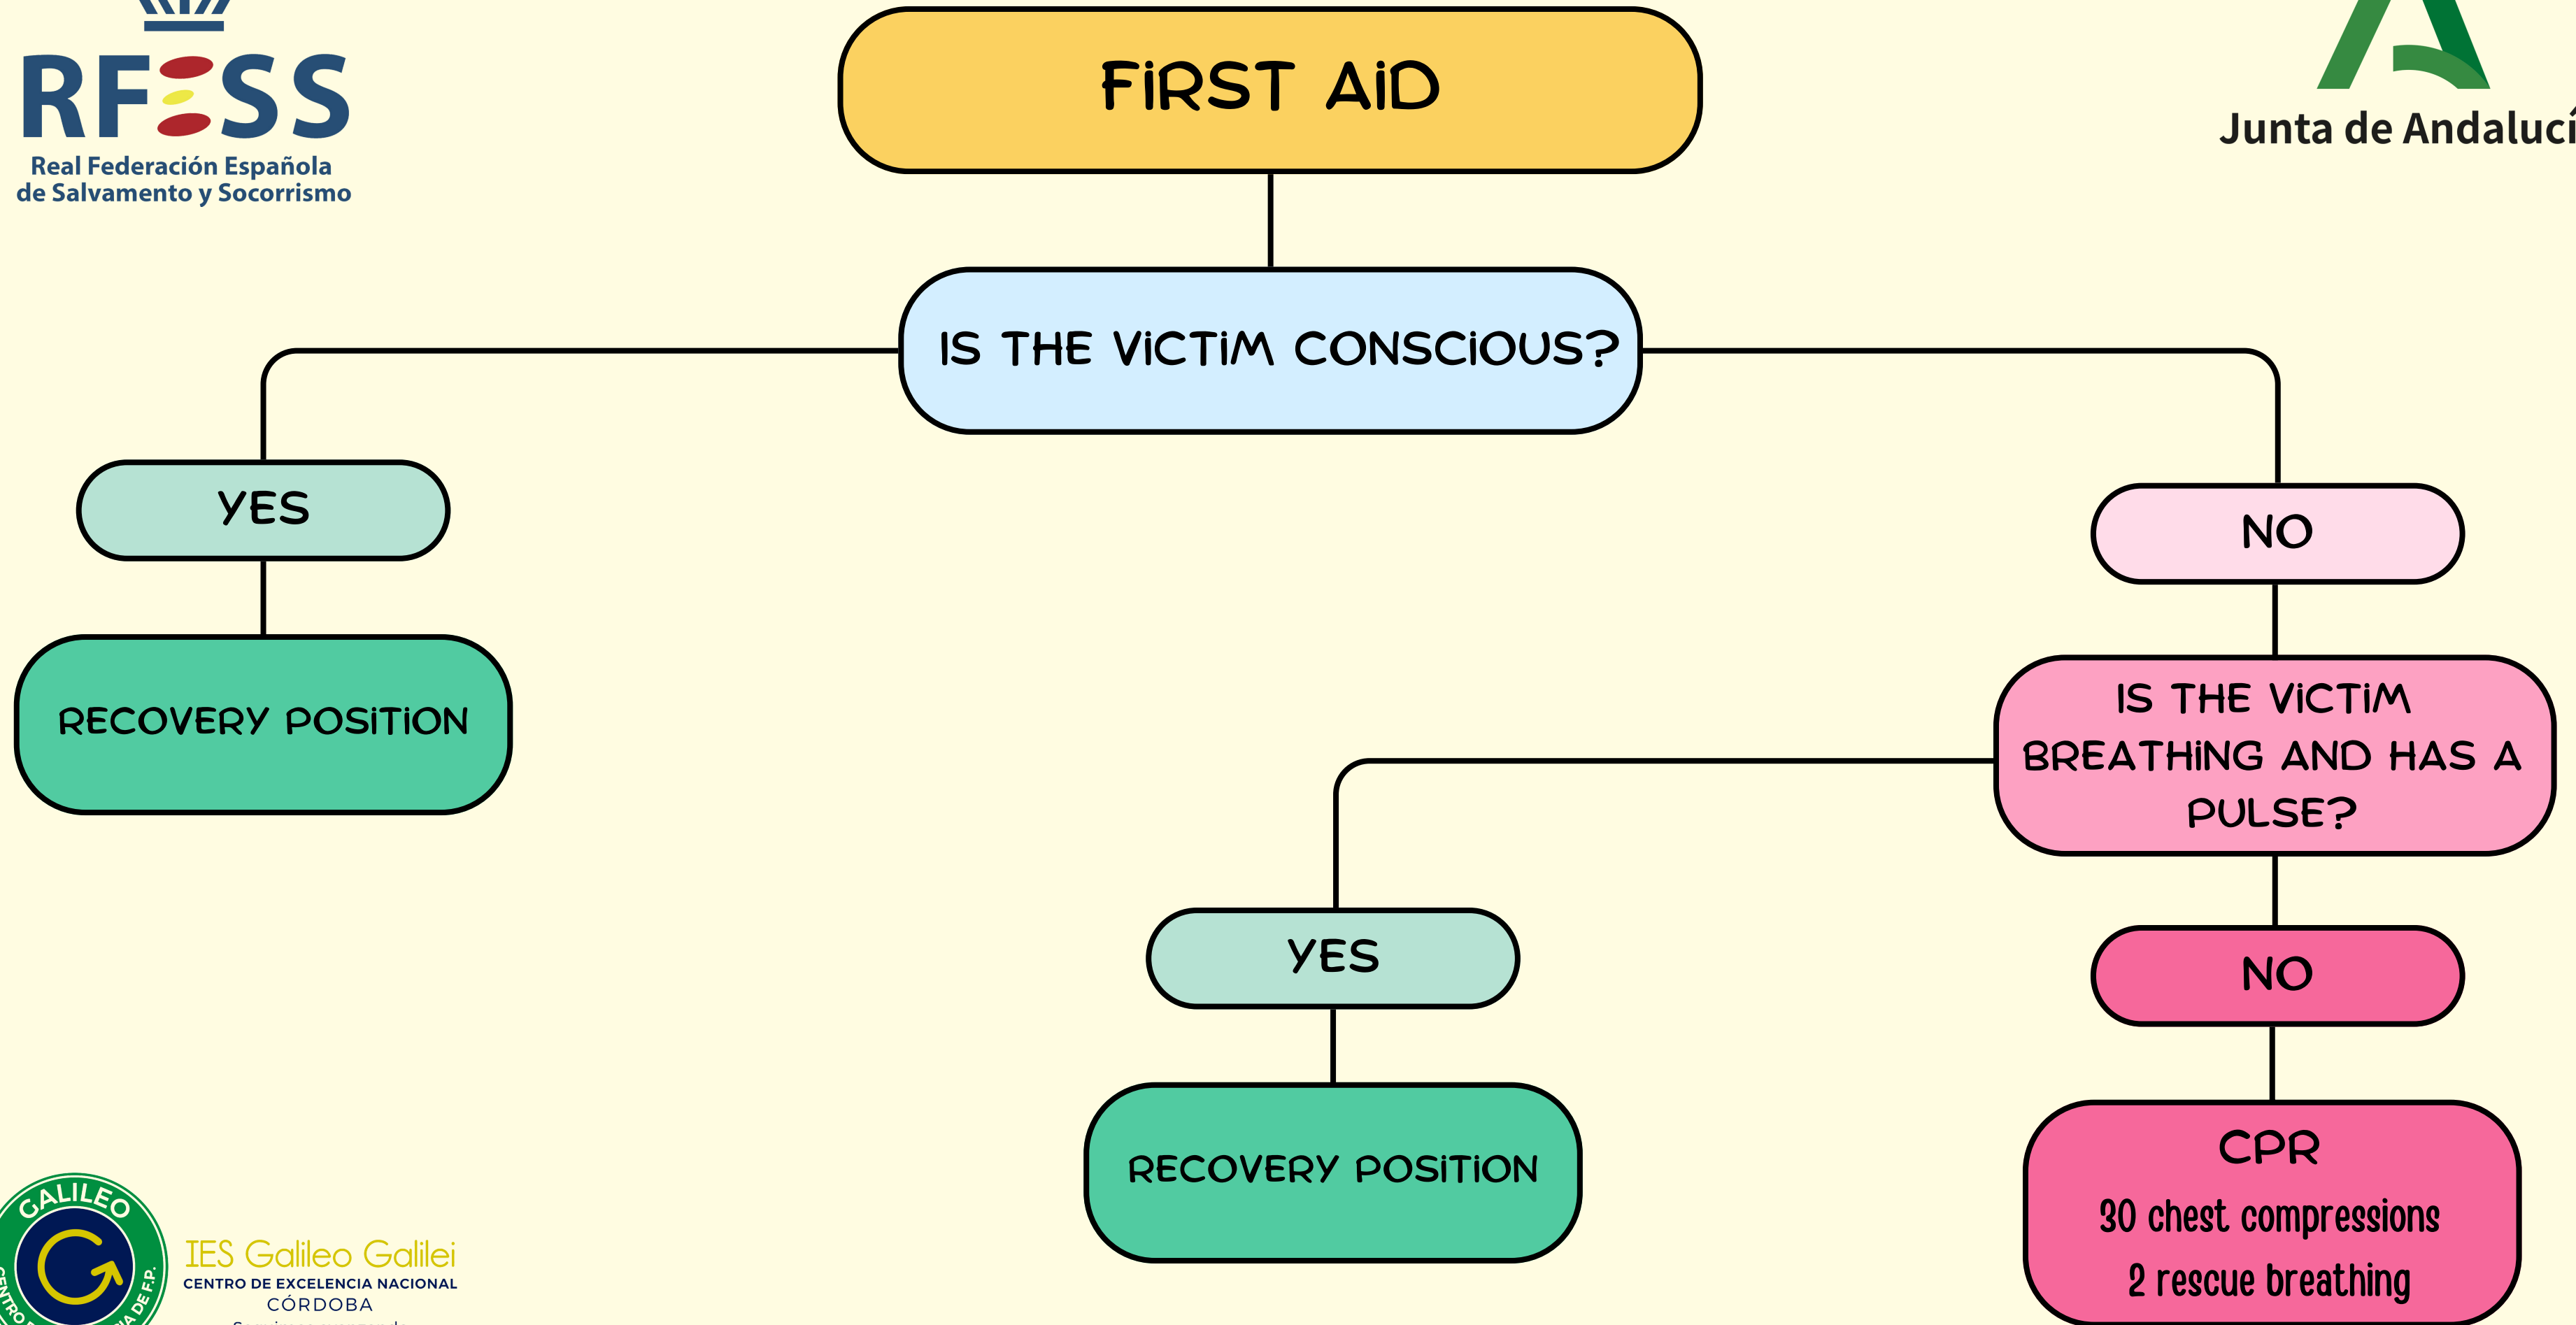 RFESS
Real Federación Española
de Salvamento y Socorrismo
FIRST AID
Junta de Andalucí
IS THE VICTIM CONSCIOUS?
YES
NO
RECOVERY POSITION
IS THE VICTIM
BREATHING AND HAS A
PULSE?
YES
NO
RECOVERY POSITION
CPR
30 chest compressions
2 rescue breathing
GALILEO
DE F.P.
IES Galileo Galilei
CENTRO DE EXCELENCIA NACIONAL
CÓRDOBA